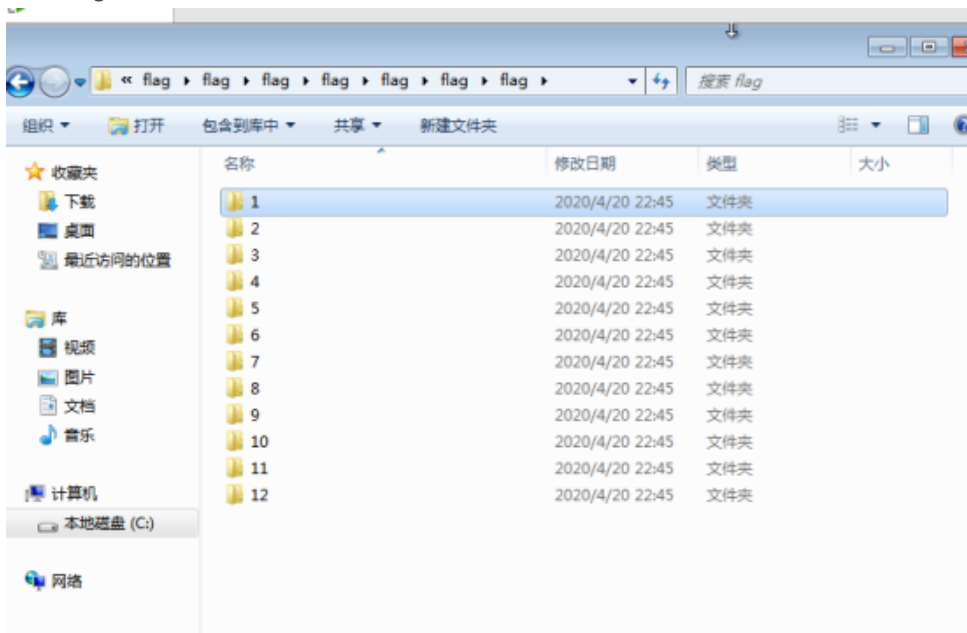 « flag ▸ flag ▸ flag ▸ flag ▸ flag ▸ flag ▸ flag ▸ 搜索 flag
组织 ▼ 打开 包含到库中 ▼ 共享 ▼ 新建文件夹
名称 修改日期 类型 大小
收藏夹
下载
桌面
最近访问的位置
库
视频
图片
文档
音乐
计算机
本地磁盘 (C:)
网络
1 2020/4/20 22:45 文件夹
2 2020/4/20 22:45 文件夹
3 2020/4/20 22:45 文件夹
4 2020/4/20 22:45 文件夹
5 2020/4/20 22:45 文件夹
6 2020/4/20 22:45 文件夹
7 2020/4/20 22:45 文件夹
8 2020/4/20 22:45 文件夹
9 2020/4/20 22:45 文件夹
10 2020/4/20 22:45 文件夹
11 2020/4/20 22:45 文件夹
12 2020/4/20 22:45 文件夹